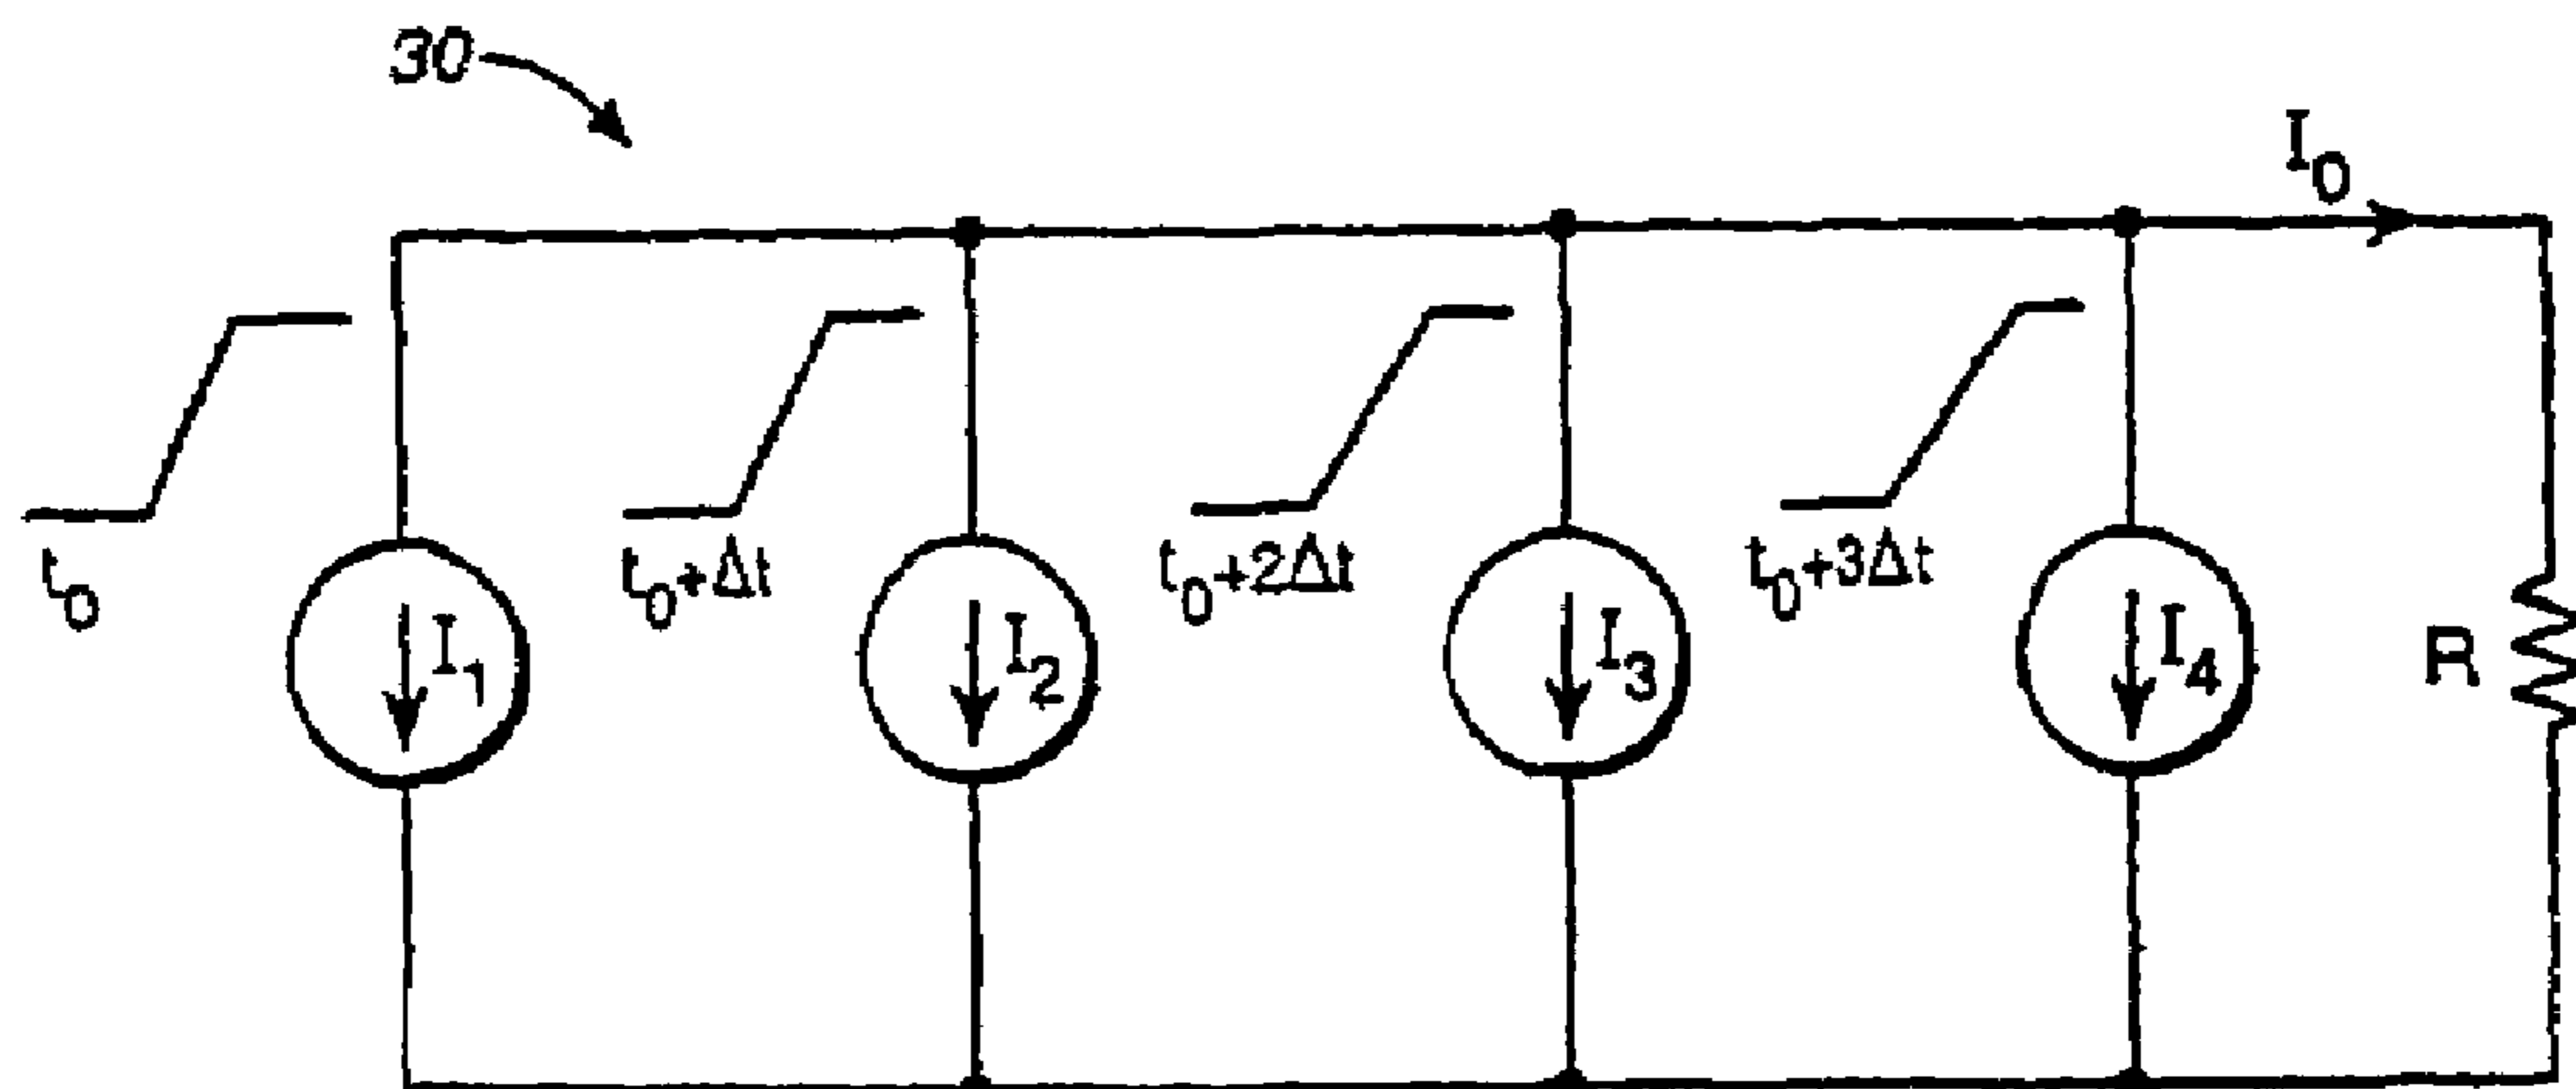 30
I₀
t₀
t₀+Δt
t₀+2Δt
t₀+3Δt
I₁
I₂
I₃
I₄
R